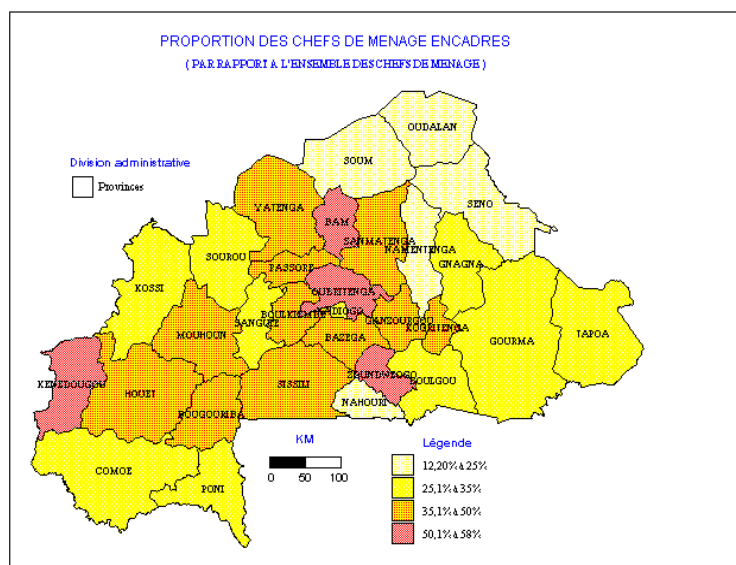 PROPORTION DES CHEFS DE MENAGE ENCADRES
( PAR RAPPORT A L'ENSEMBLE DES CHEFS DE MENAGE )
OUDALAN
SOUM
Division administrative
Provinces
SENO
YATENGA
BAM
SANMATENGA
NAMENTENGA
SOUROU
GNAGNA
PASSORE
KOSSI
OUBRITENGA
KADIOGO
BOULKIEMDE
GANZOURGOU
SANGUIE
KOURITENGA
MOUHOUN
BAZEGA
GOURMA
TAPOA
ZOUNDWEOGO
KENEDOUGOU
HOUET
SISSILI
BOULGOU
BOUGOURIBA
NAHOURI
KM
Légende
0 50 100
COMOE
PONI
12,20% à 25%
25,1% à 35%
35,1% à 50%
50,1% à 58%